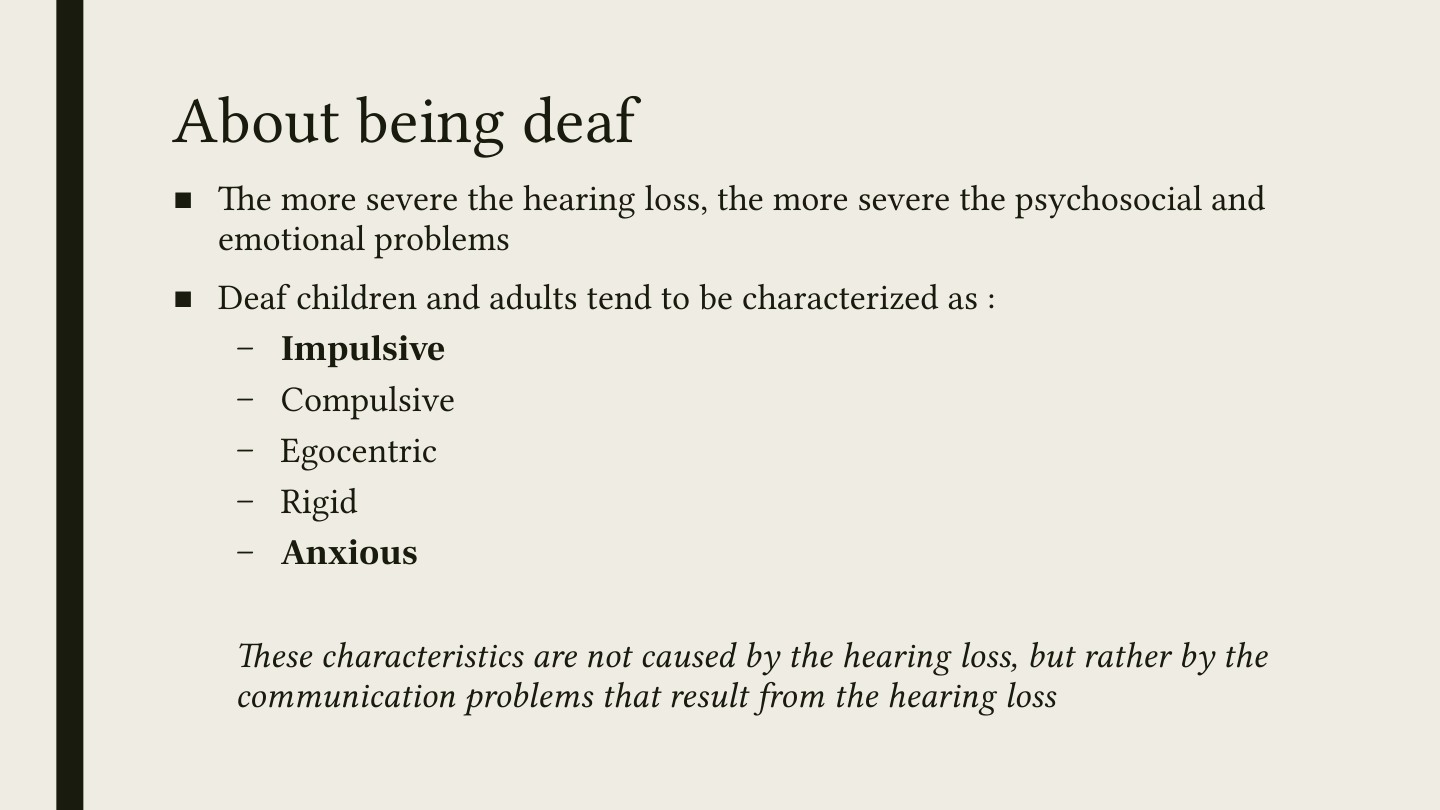 About being deaf
■ The more severe the hearing loss, the more severe the psychosocial and
emotional problems
■ Deaf children and adults tend to be characterized as :
– Impulsive
– Compulsive
– Egocentric
– Rigid
– Anxious
These characteristics are not caused by the hearing loss, but rather by the
communication problems that result from the hearing loss